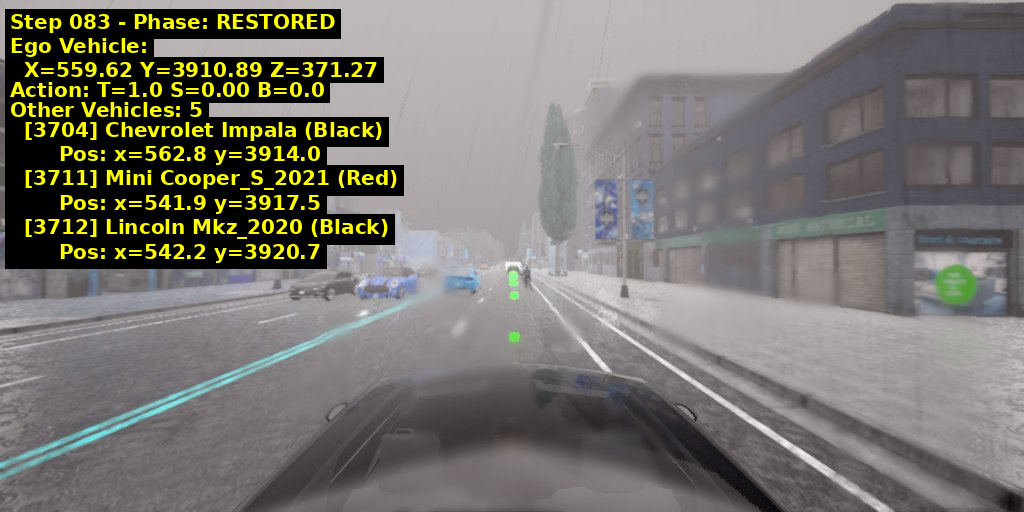 Step 083 - Phase: RESTORED
Ego Vehicle:
X=559.62 Y=3910.89 Z=371.27
Action: T=1.0 S=0.00 B=0.0
Other Vehicles: 5
[3704] Chevrolet Impala (Black)
Pos: x=562.8 y=3914.0
[3711] Mini Cooper_S_2021 (Red)
Pos: x=541.9 y=3917.5
[3712] Lincoln Mkz_2020 (Black)
Pos: x=542.2 y=3920.7